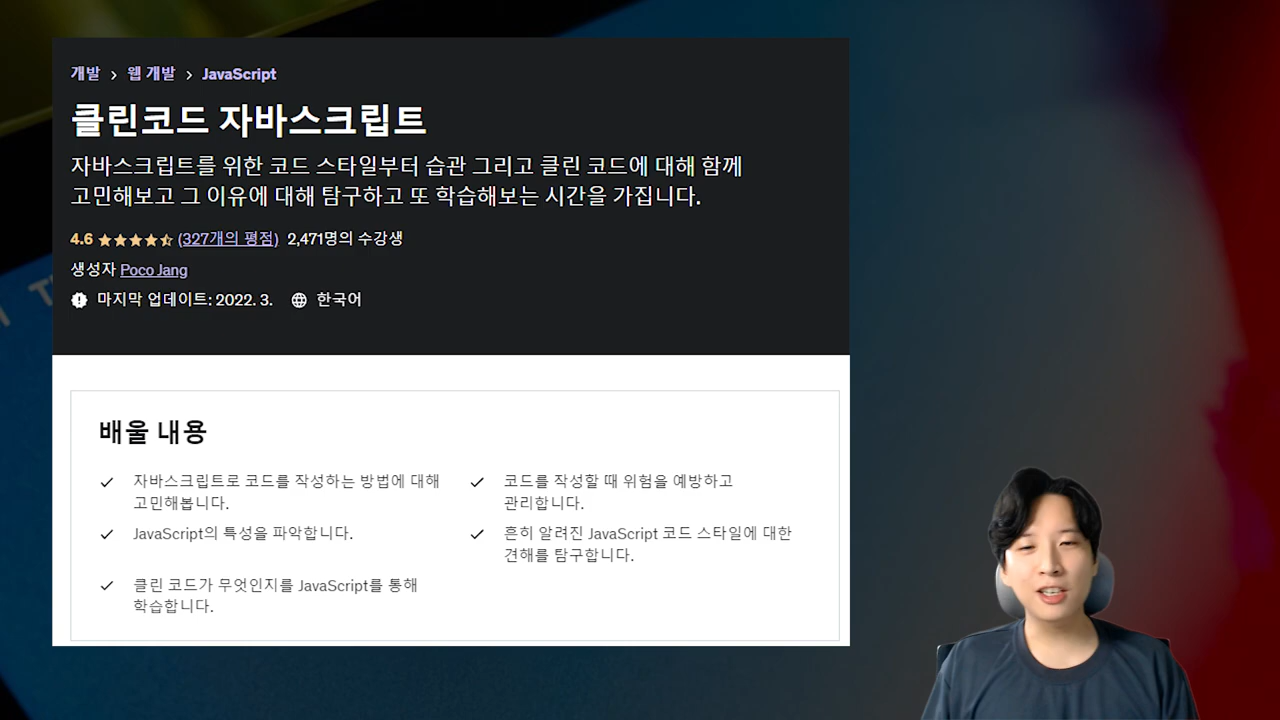 개발 > 웹 개발 > JavaScript
클린코드 자바스크립트
자바스크립트를 위한 코드 스타일부터 습관 그리고 클린 코드에 대해 함께
고민해보고 그 이유에 대해 탐구하고 또 학습해보는 시간을 가집니다.
4.6 (327개의 평점) 2,471명의 수강생
생성자 Poco Jang
마지막 업데이트: 2022. 3. 한국어
배울 내용
자바스크립트로 코드를 작성하는 방법에 대해
고민해봅니다.
코드를 작성할 때 위험을 예방하고
관리합니다.
JavaScript의 특성을 파악합니다.
흔히 알려진 JavaScript 코드 스타일에 대한
견해를 탐구합니다.
클린 코드가 무엇인지를 JavaScript를 통해
학습합니다.